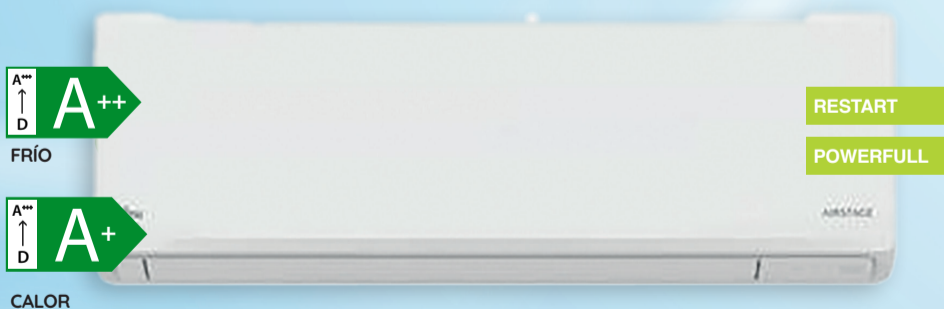 A+++
D
A++
FRÍO
RESTART
POWERFULL
A+++
D
A+
AIRSTAGE
CALOR